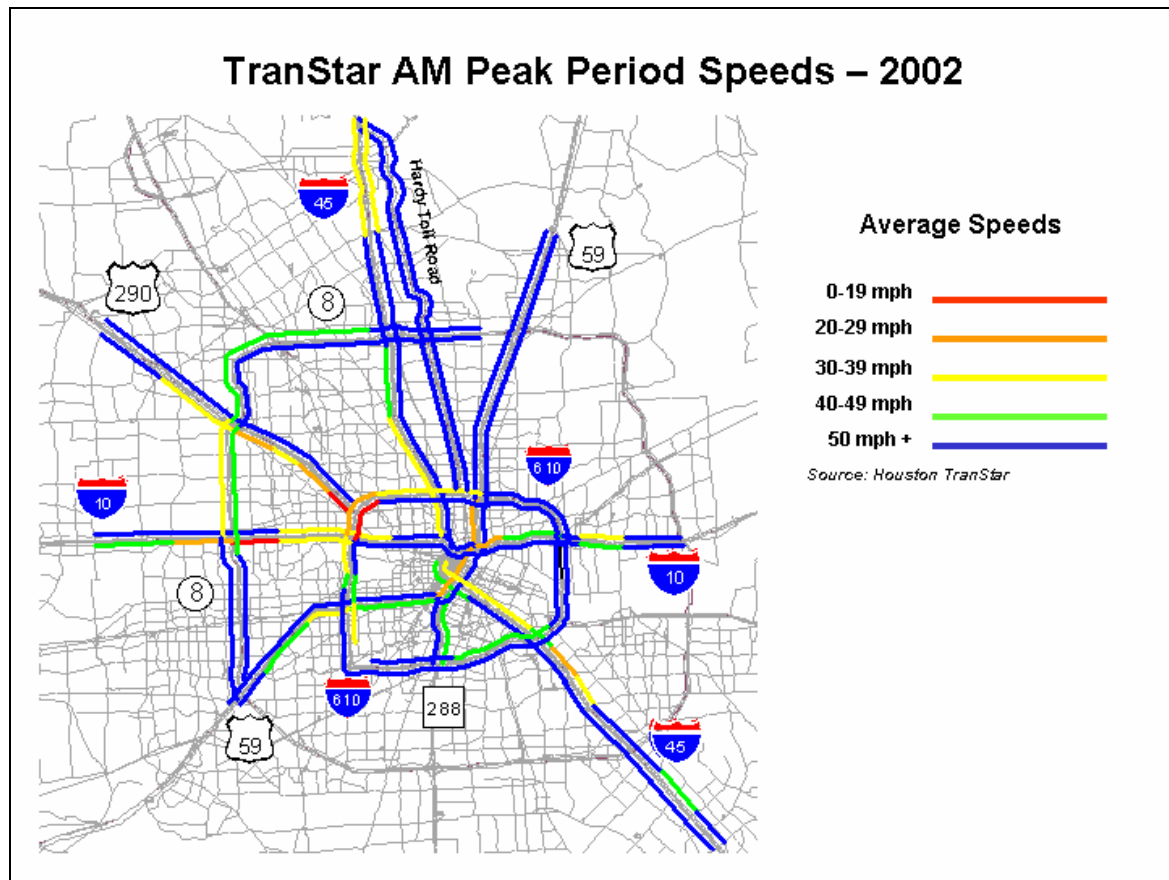 TranStar AM Peak Period Speeds – 2002
45
Hardy Toll Road
59
290
8
Average Speeds
0-19 mph
20-29 mph
30-39 mph
40-49 mph
50 mph +
Source: Houston TranStar
610
10
10
8
610
288
59
45